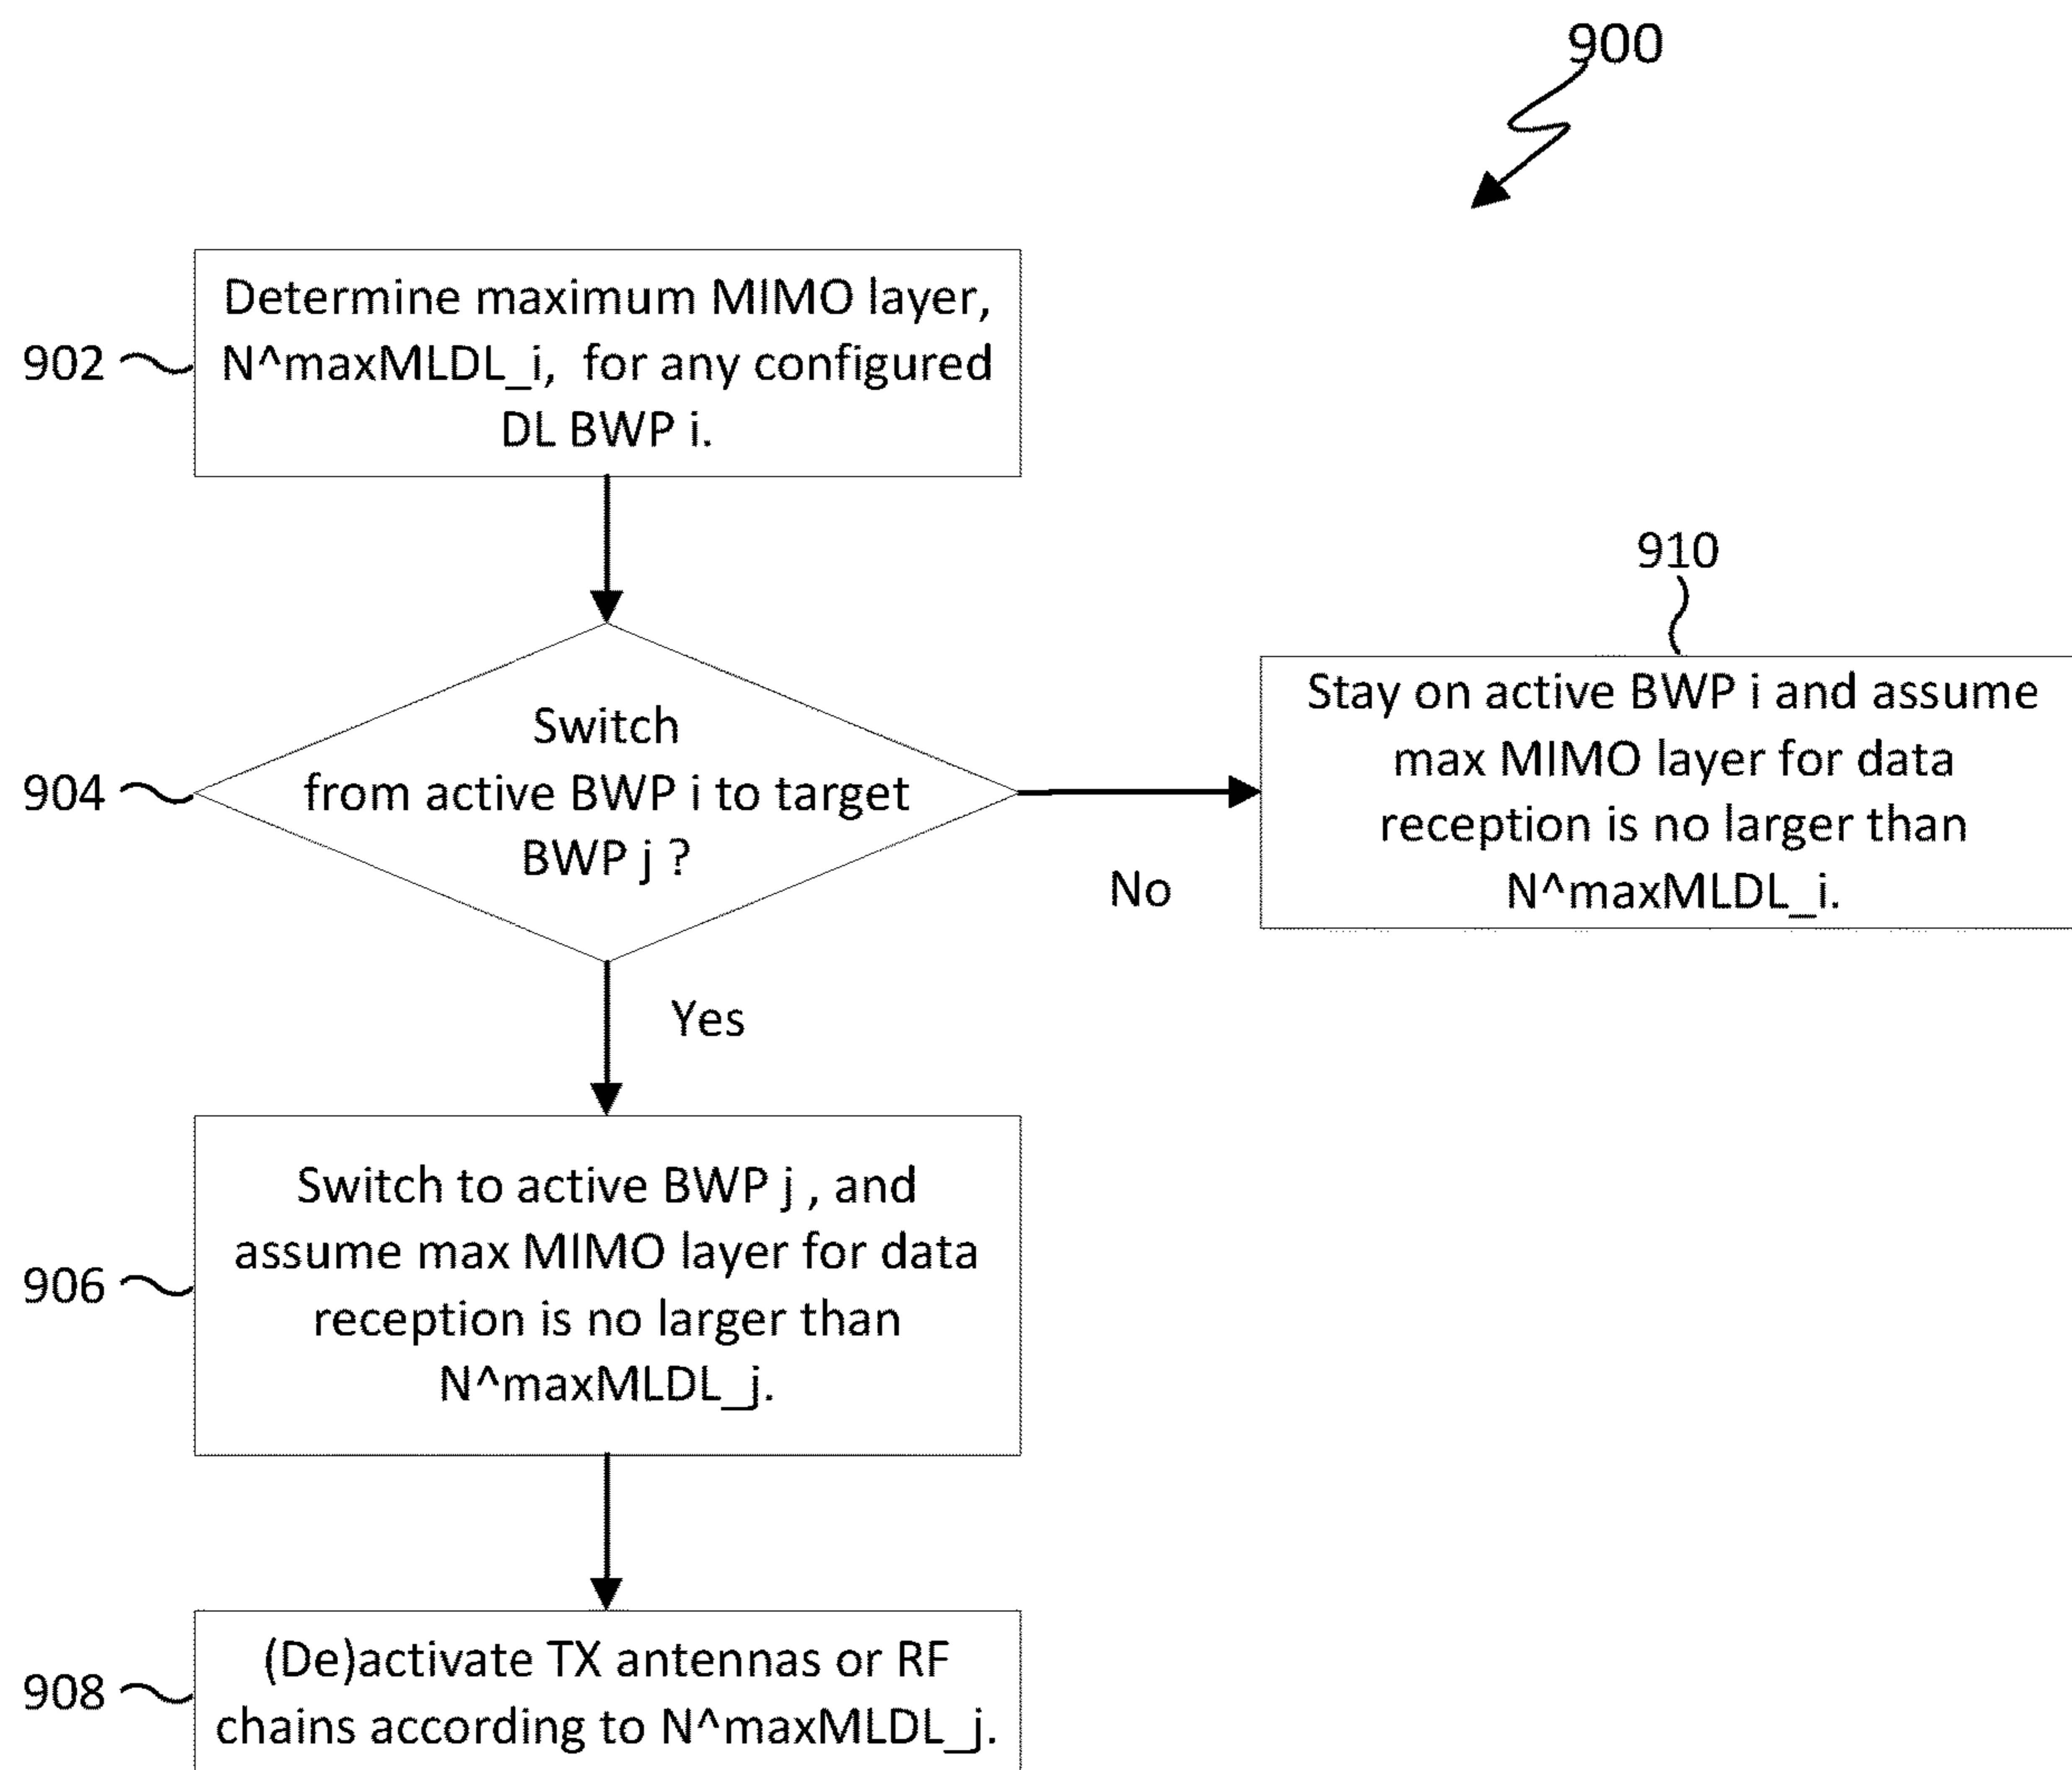 900
Determine maximum MIMO layer,
N^maxMLDL_i, for any configured
DL BWP i.
902
910
Stay on active BWP i and assume
max MIMO layer for data
reception is no larger than
N^maxMLDL_i.
Switch
from active BWP i to target
BWP j ?
904
No
Yes
Switch to active BWP j , and
assume max MIMO layer for data
reception is no larger than
N^maxMLDL_j.
906
(De)activate TX antennas or RF
chains according to N^maxMLDL_j.
908